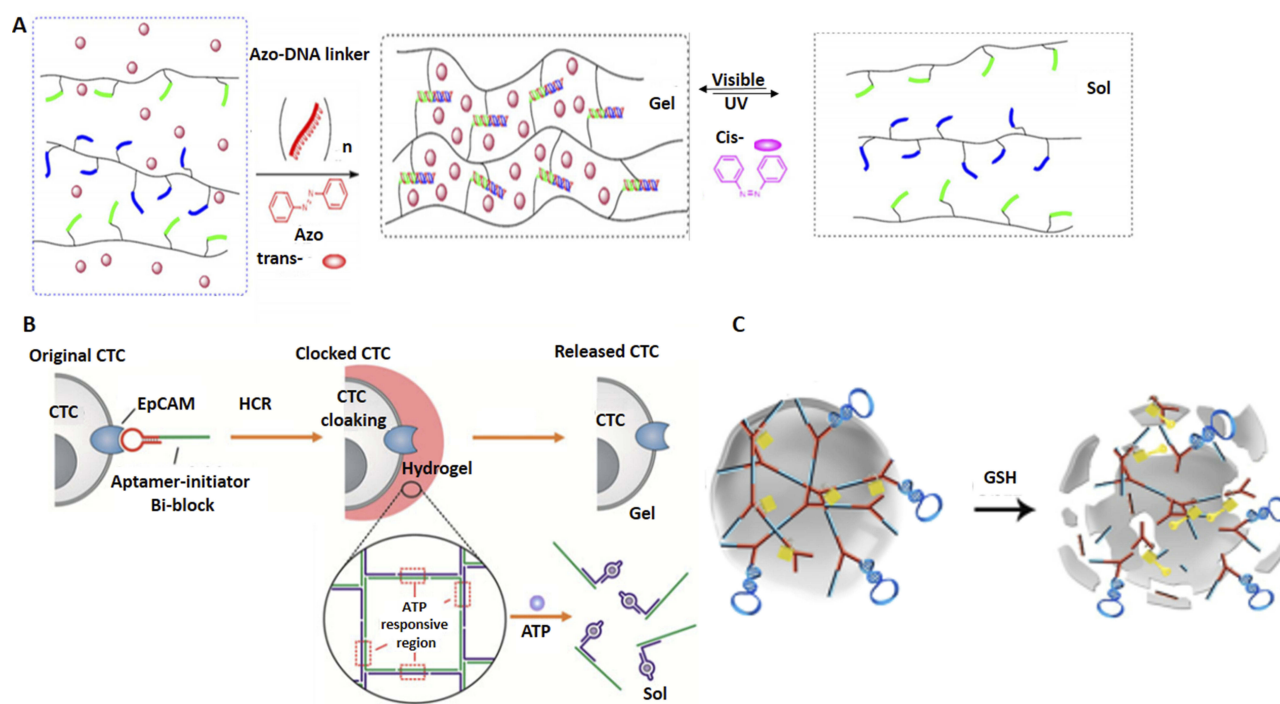 A
Azo-DNA linker
n
Azo
trans-
Gel
Visible
UV
Cis-
Sol
N
N
N
N
B
Original CTC
CTC
EpCAM
Aptamer-initiator
Bi-block
HCR
Clocked CTC
CTC
cloaking
Hydrogel
Released CTC
CTC
Gel
ATP
responsive
region
ATP
Sol
C
GSH